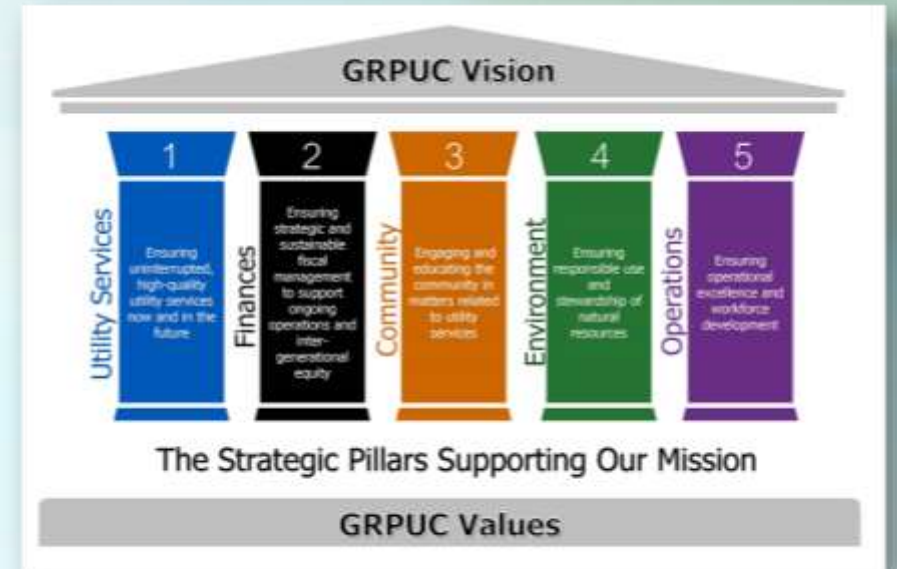 GRPUC Vision
1
Utility Services
Ensuring
uninterrupted,
high-quality
utility services
now and in the
future
2
Finances
Ensuring
strategic and
sustainable
fiscal
management
to support
ongoing
operations and
inter-
generational
equity
3
Community
Engaging and
educating the
community in
matters related
to utility
services
4
Environment
Ensuring
responsible use
and
stewardship of
natural
resources
5
Operations
Ensuring
operational
excellence and
workforce
development
The Strategic Pillars Supporting Our Mission
GRPUC Values